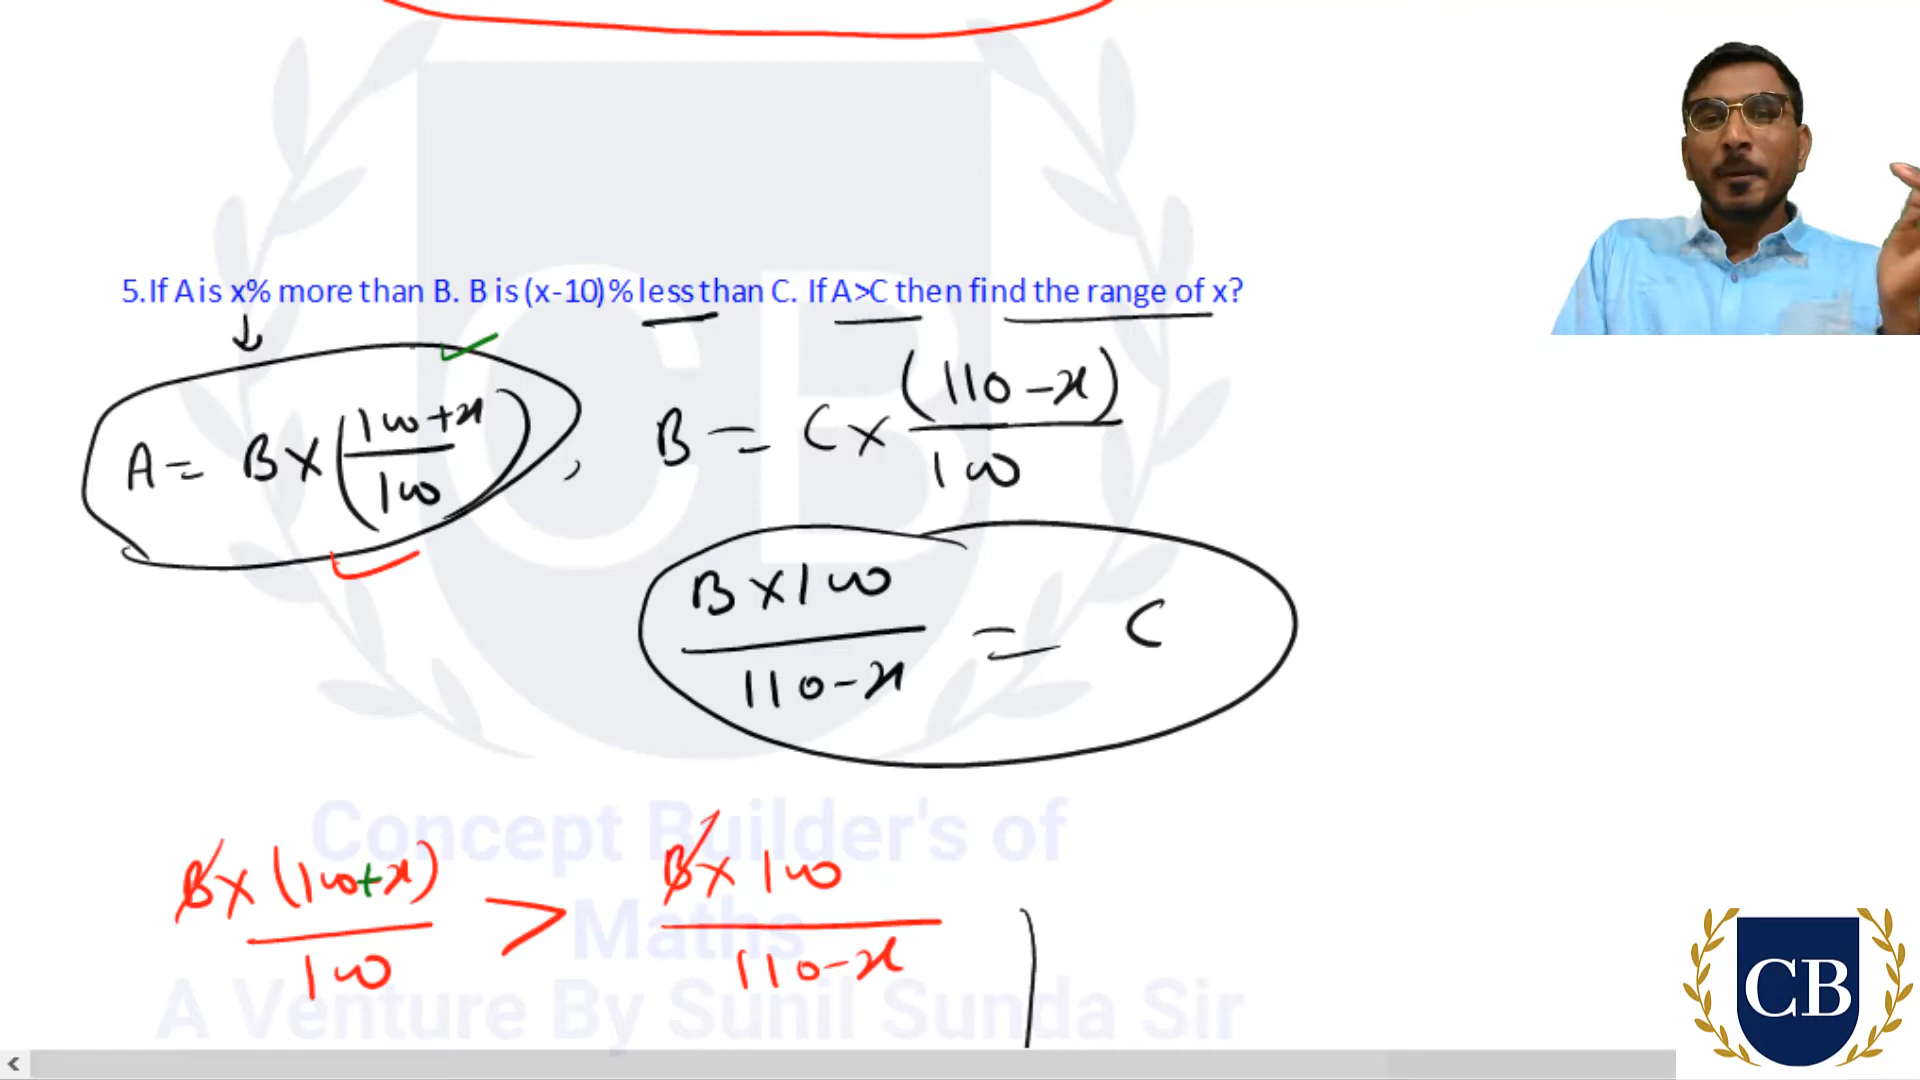 5.If A is x% more than B. B is (x-10)% less than C. If A>C then find the range of x?
A = B × (100+x / 100) , B = C × (110-x) / 100
B × 100 / 110-x = C
B × (100+x) / 100 > B × 100 / 110-x
Concept Builder's of
Maths
A Venture By Sunil Sunda Sir
CB
CB